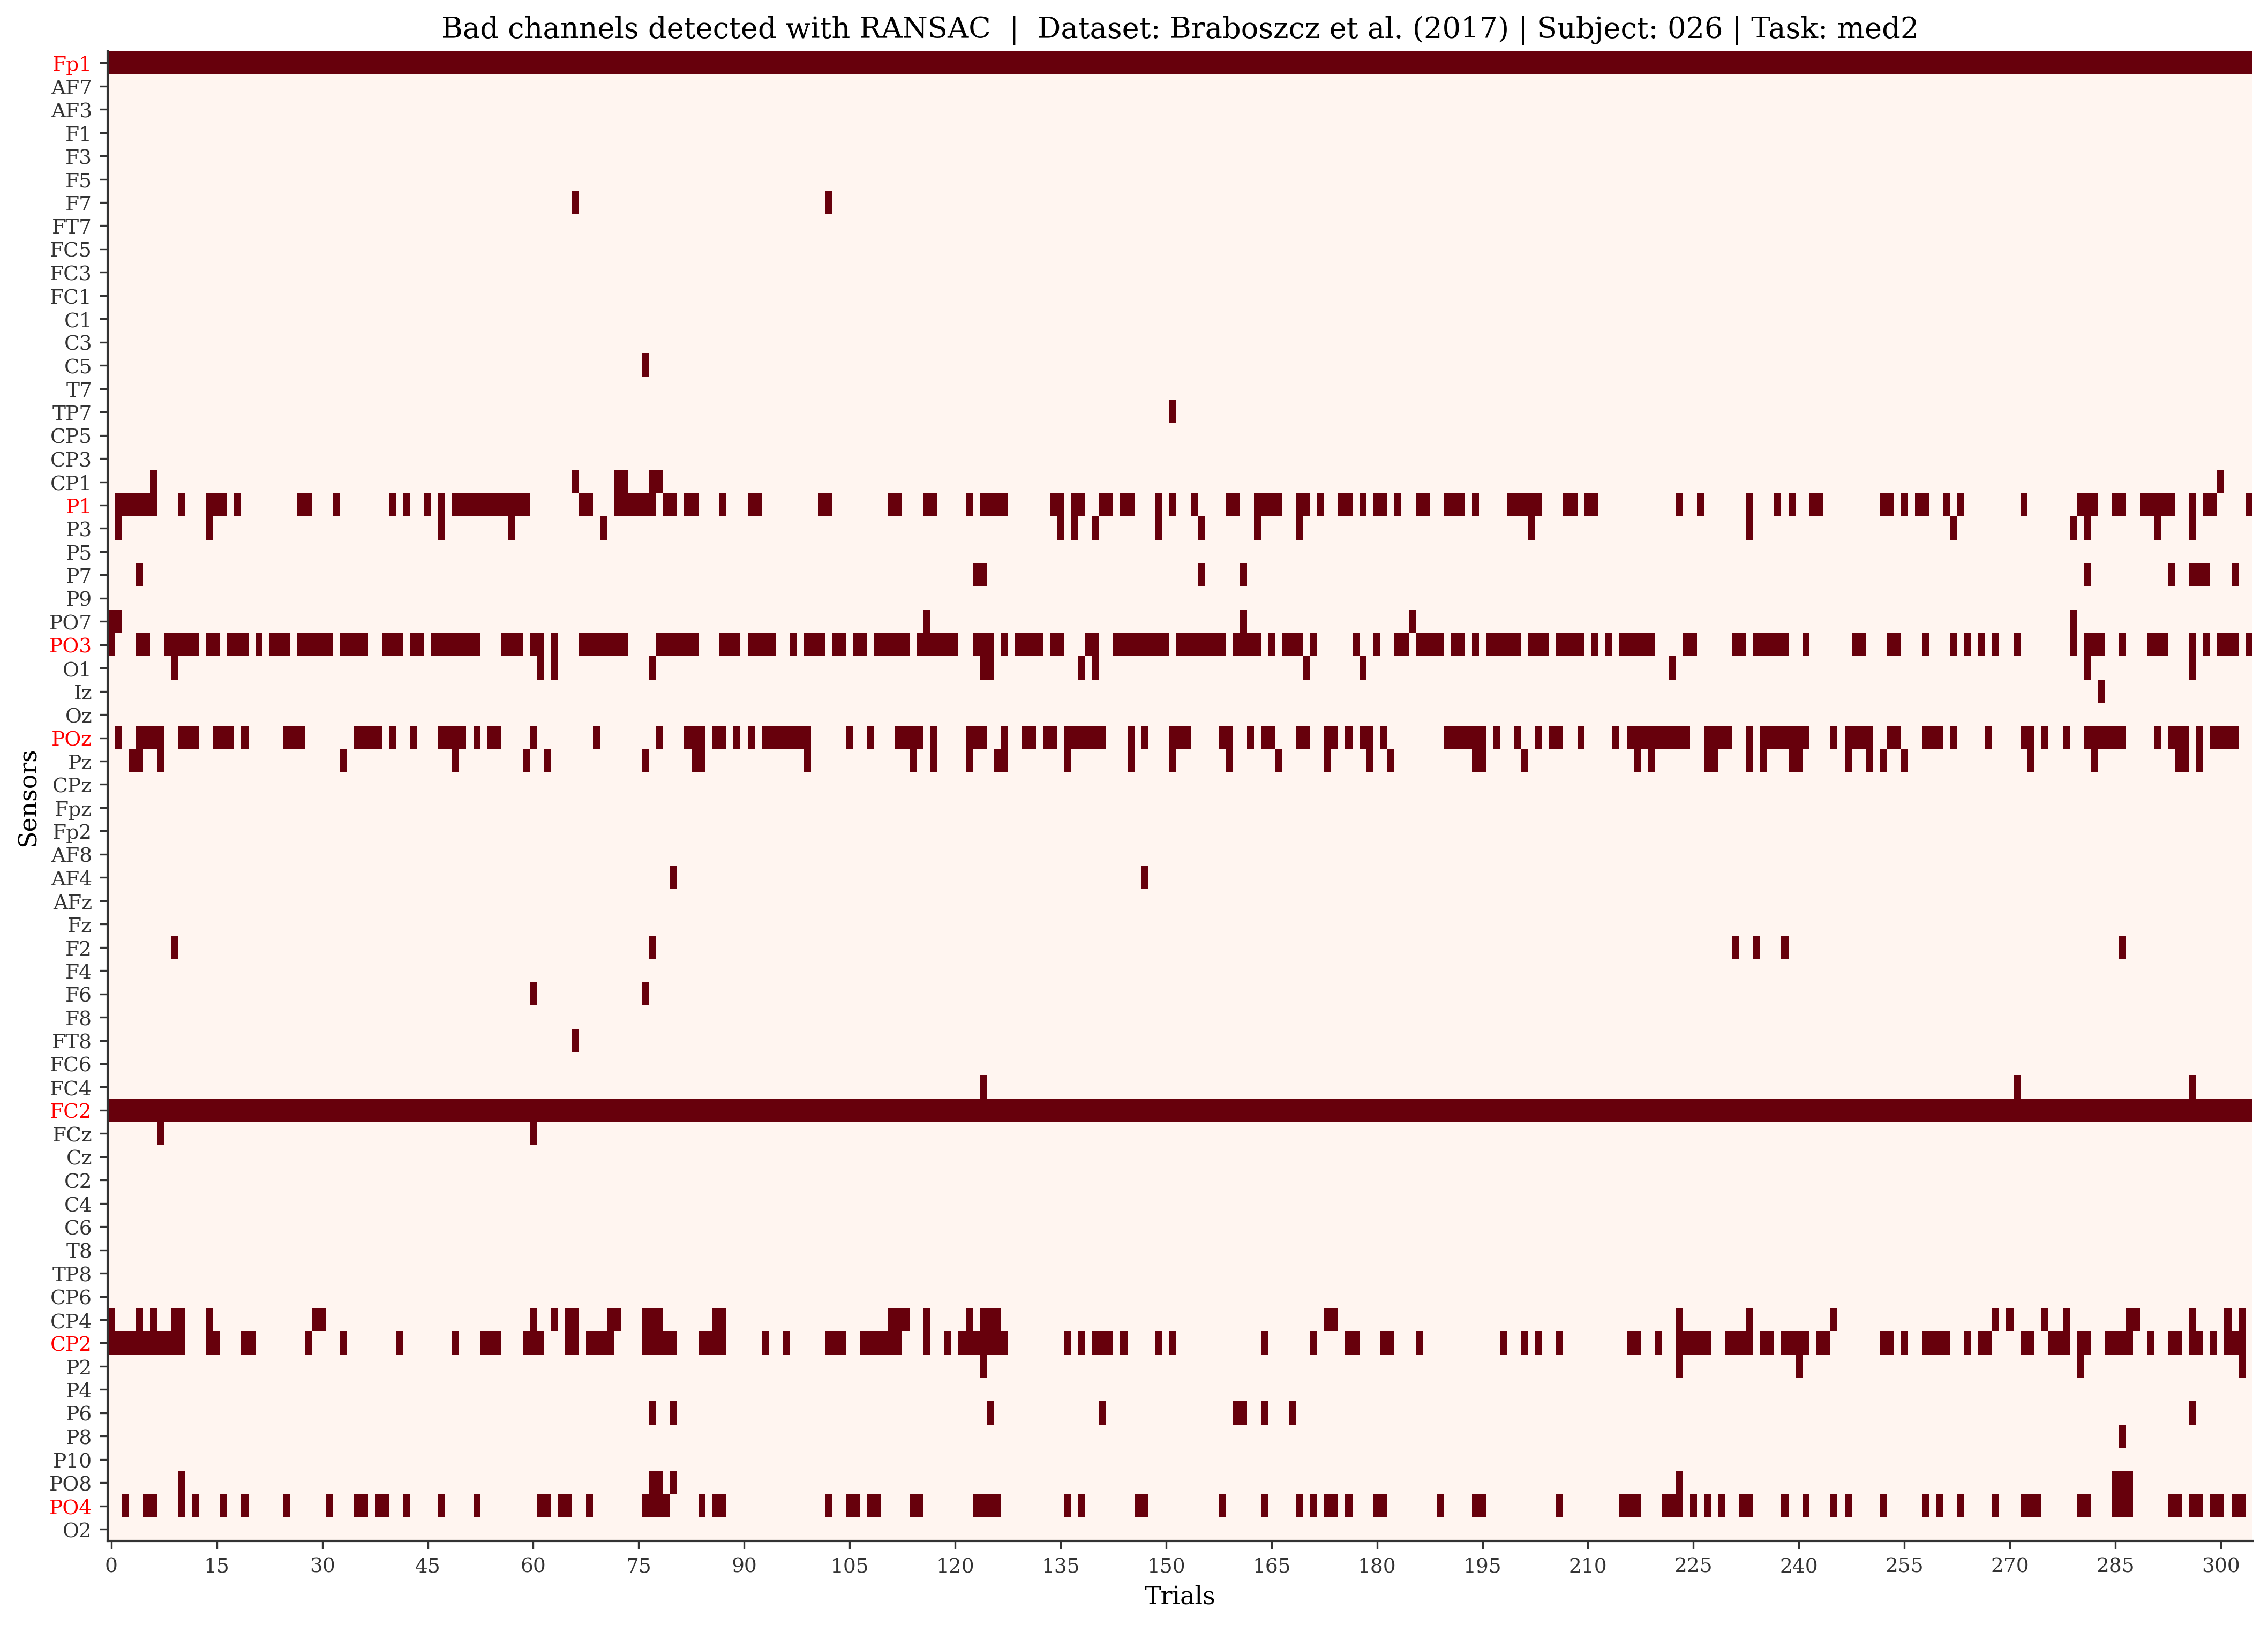 Bad channels detected with RANSAC | Dataset: Braboszcz et al. (2017) | Subject: 026 | Task: med2
Fp1
AF7
AF3
F1
F3
F5
F7
FT7
FC5
FC3
FC1
C1
C3
C5
T7
TP7
CP5
CP3
CP1
P1
P3
P5
P7
P9
PO7
PO3
O1
Iz
Oz
POz
Pz
CPz
Fpz
Fp2
AF8
AF4
AFz
Fz
F2
F4
F6
F8
FT8
FC6
FC4
FC2
FCz
Cz
C2
C4
C6
T8
TP8
CP6
CP4
CP2
P2
P4
P6
P8
P10
PO8
PO4
O2
Sensors
0 15 30 45 60 75 90 105 120 135 150 165 180 195 210 225 240 255 270 285 300
Trials